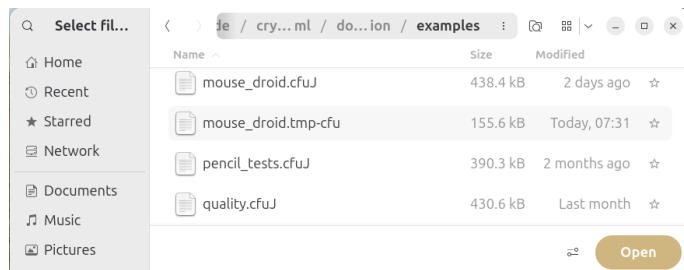 Select fil...
de / cry... ml / do...ion / examples
Name Size Modified
Home
Recent
Starred
Network
Documents
Music
Pictures
mouse_droid.cfuJ 438.4 kB 2 days ago
mouse_droid.tmp-cfu 155.6 kB Today, 07:31
pencil_tests.cfuJ 390.3 kB 2 months ago
quality.cfuJ 430.6 kB Last month
Open